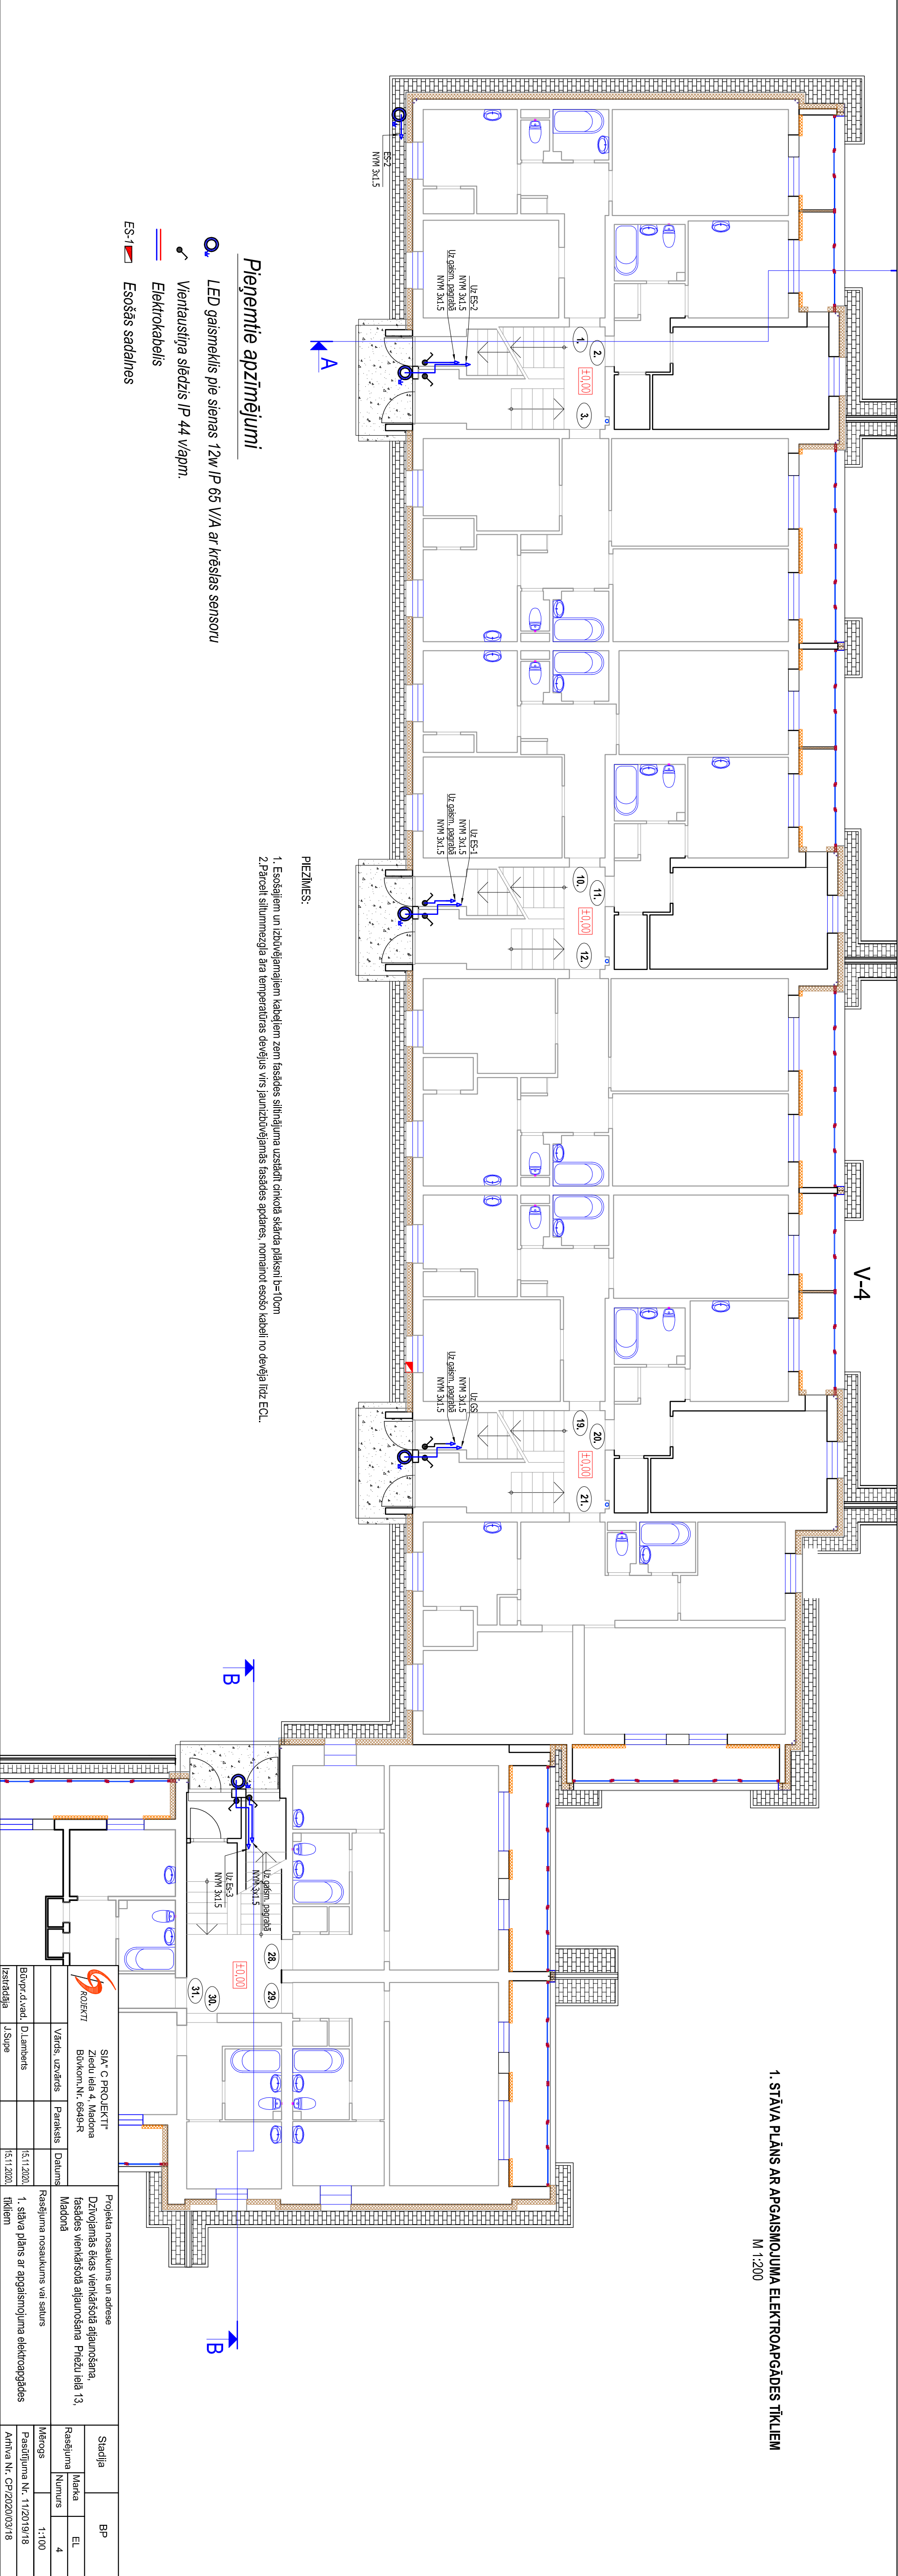 1. STĀVA PLĀNS AR APGAISMOJUMA ELEKTROAPGĀDES TĪKLIEM
M 1:200
V-4
ES-2
NYM 3x1.5
Uz ES-2
NYM 3x1.5
Uz gaism. pagrabā
NYM 3x1.5
1.
2.
3.
±0,00
A
Uz ES-1
NYM 3x1.5
Uz gaism. pagrabā
NYM 3x1.5
10.
11.
12.
±0,00
Uz GS
NYM 3x1.5
Uz gaism. pagrabā
NYM 3x1.5
19.
20.
21.
±0,00
B
Uz gaism. pagrabā
NYM 3x1.5
Uz Es-3
NYM 3x1.5
28.
29.
30.
31.
±0,00
B
Pieņemtie apzīmējumi
LED gaismeklis pie sienas 12w IP 65 V/A ar krēslas sensoru
Vientaustiņa slēdzis IP 44 v/apm.
Elektrokabelis
ES-1 Esošās sadalnes
PIEZĪMES:
1. Esošajiem un izbūvējamajiem kabeļiem zem fasādes siltinājuma uzstādīt cinkotā skārda plāksni b=10cm
2.Pārcelt siltummezgla āra temperatūras devējus virs jaunizbūvējamās fasādes apdares, nomainot esošo kabeli no devēja līdz ECL.
ROJEKTI
SIA" C PROJEKTI"
Ziedu iela 4, Madona
Būvkom.Nr. 6649-R
Vārds, uzvārds Paraksts Datums
Būvpr.d.vad. D.Lamberts 15.11.2020.
Izstrādāja J.Supe 15.11.2020.
Projekta nosaukums un adrese
Dzīvojamās ēkas vienkāršotā atjaunošana,
fasādes vienkāršotā atjaunošana Priežu ielā 13,
Madonā
Rasējuma nosaukums vai saturs
1. stāva plāns ar apgaismojuma elektroapgādes
tīkliem
Stadija BP
Rasējuma Marka EL
Numurs 4
Mērogs 1:100
Pasūtījuma Nr. 11/2019/18
Arhīva Nr. CP/2020/03/18